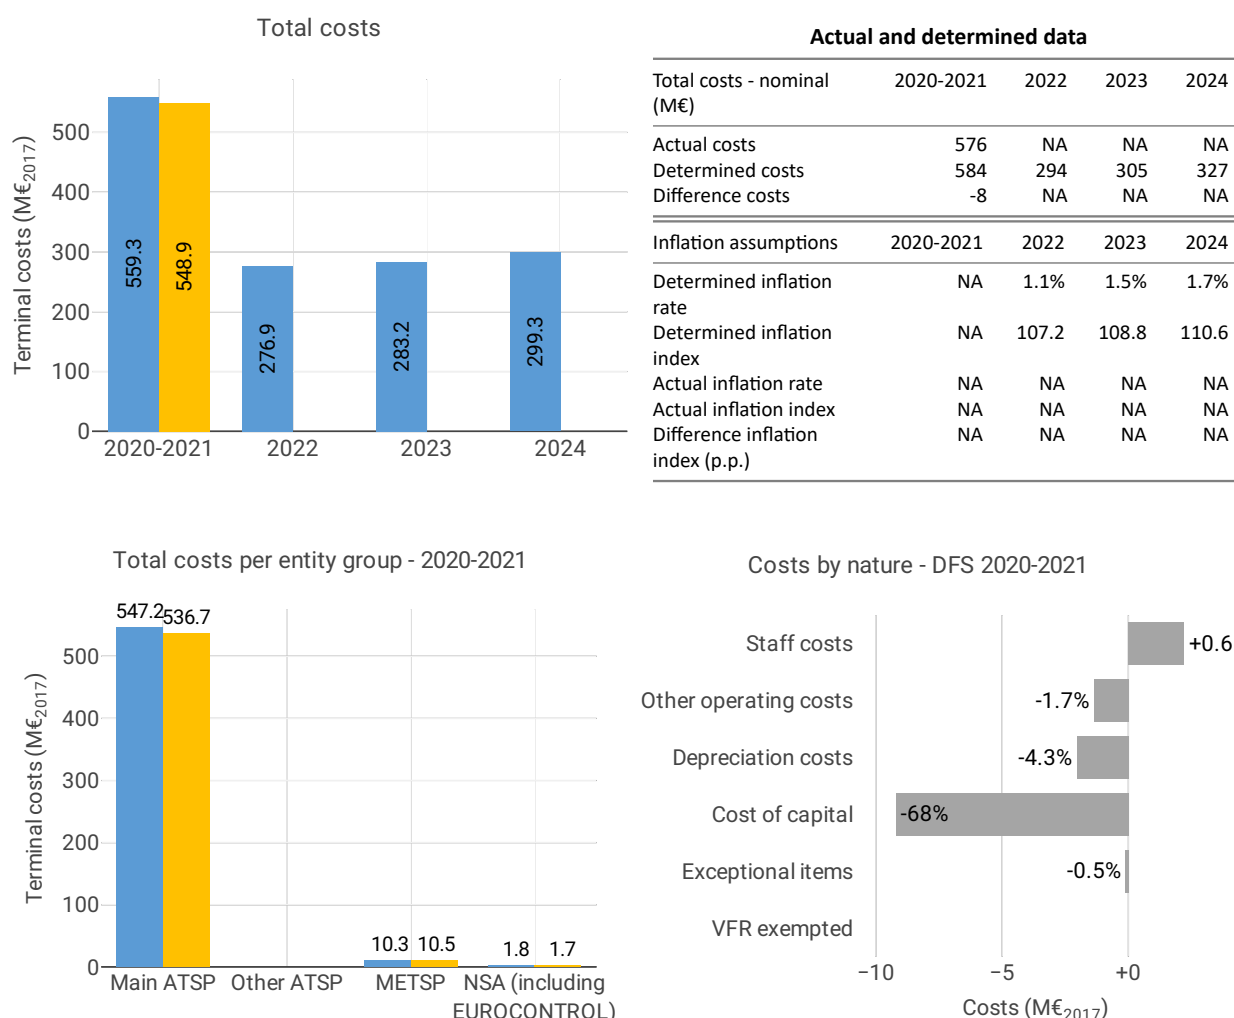 Total costs
Terminal costs (M€2017)
500
400
300
200
100
0
559.3
548.9
276.9
283.2
299.3
2020-2021
2022
2023
2024
Actual and determined data
Total costs - nominal (M€) 2020-2021 2022 2023 2024
Actual costs 576 NA NA NA
Determined costs 584 294 305 327
Difference costs -8 NA NA NA
Inflation assumptions 2020-2021 2022 2023 2024
Determined inflation rate NA 1.1% 1.5% 1.7%
Determined inflation index NA 107.2 108.8 110.6
Actual inflation rate NA NA NA NA
Actual inflation index NA NA NA NA
Difference inflation index (p.p.) NA NA NA NA
Total costs per entity group - 2020-2021
Terminal costs (M€2017)
500
400
300
200
100
0
547.2
536.7
10.3
10.5
1.8
1.7
Main ATSP
Other ATSP
METSP
NSA (including
EUROCONTROL)
Costs by nature - DFS 2020-2021
Staff costs +0.6
Other operating costs -1.7%
Depreciation costs -4.3%
Cost of capital -68%
Exceptional items -0.5%
VFR exempted
−10
−5
+0
Costs (M€2017)